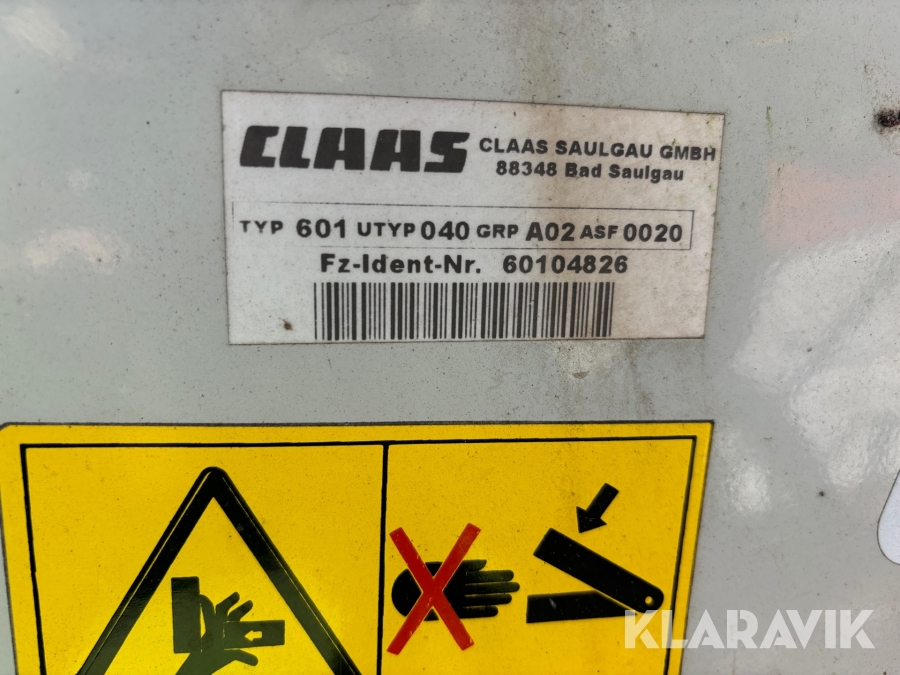 CLAAS
CLAAS SAULGAU GMBH
88348 Bad Saulgau
TYP 601 UTYP 040 GRP A02 ASF 0020
Fz-Ident-Nr. 60104826
KLARAVIK